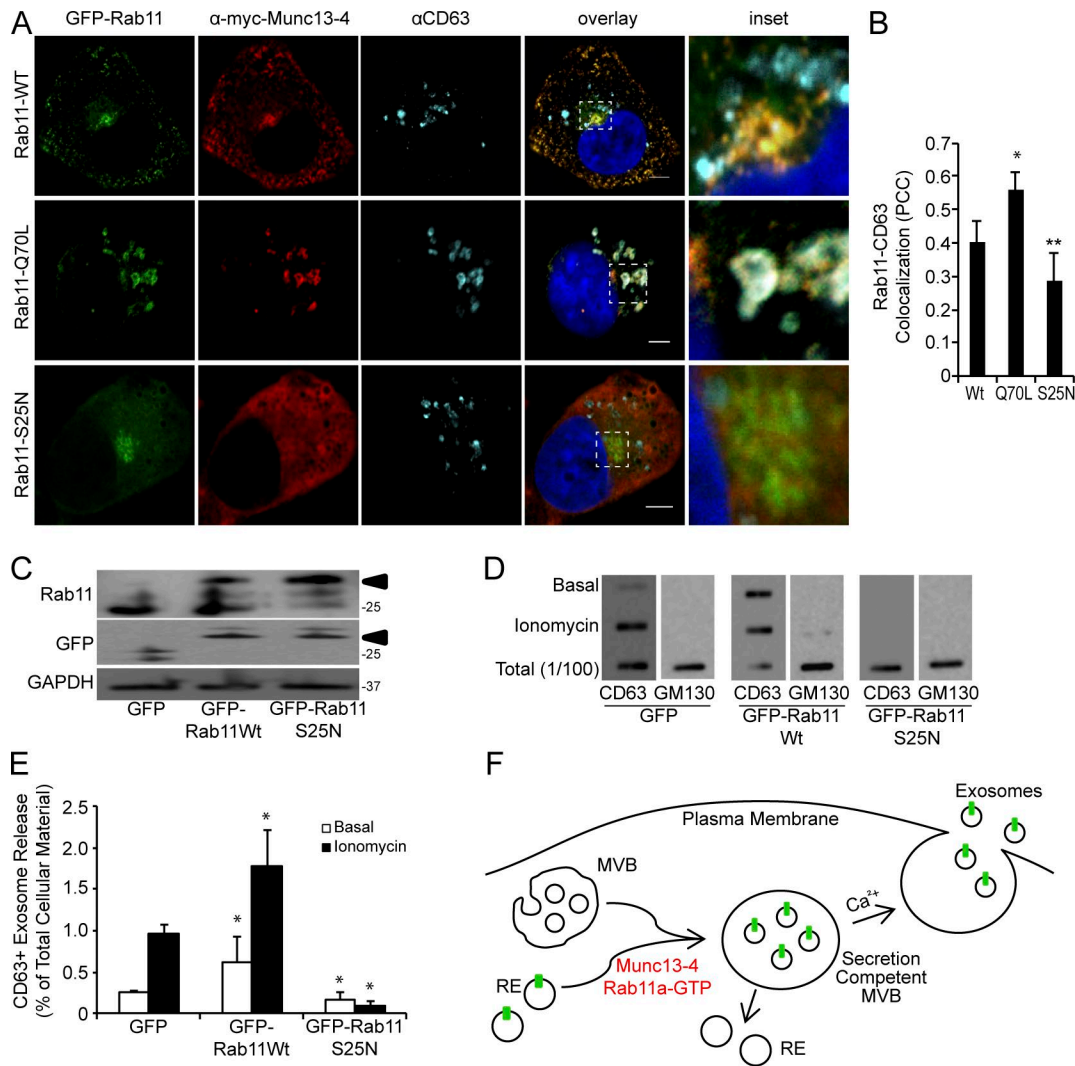 A
GFP-Rab11
α-myc-Munc13-4
αCD63
overlay
inset
Rab11-WT
Rab11-Q70L
Rab11-S25N
B
Rab11-CD63
Colocalization (PCC)
0.7
0.6
0.5
0.4
0.3
0.2
0.1
0
*
**
Wt
Q70L
S25N
C
Rab11
-25
GFP
-25
GAPDH
-37
GFP
GFP-
Rab11Wt
GFP-Rab11
S25N
D
Basal
Ionomycin
Total (1/100)
CD63 GM130
GFP
CD63 GM130
GFP-Rab11
Wt
CD63 GM130
GFP-Rab11
S25N
E
CD63+ Exosome Release
(% of Total Cellular Material)
2.5
2.0
1.5
1.0
0.5
0
Basal
Ionomycin
*
*
*
*
GFP
GFP-
Rab11Wt
GFP-Rab11
S25N
F
Exosomes
Plasma Membrane
MVB
Ca²⁺
Munc13-4
Rab11a-GTP
RE
Secretion
Competent
MVB
RE